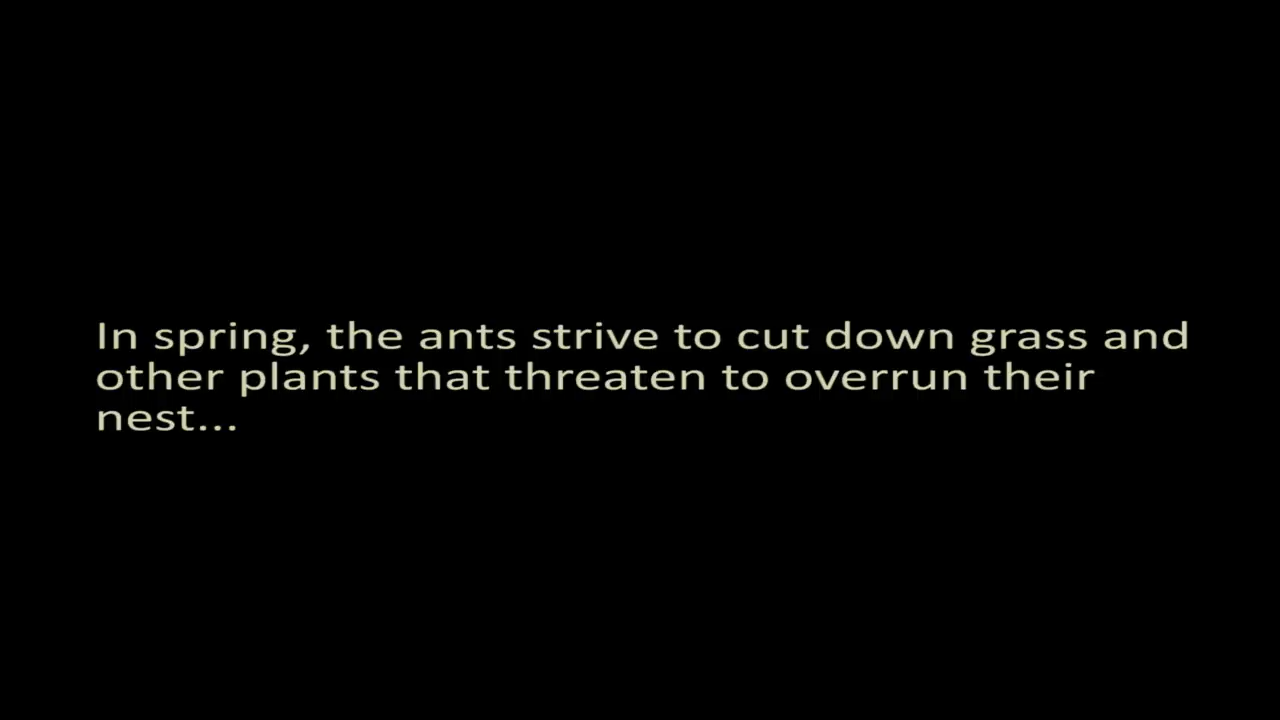 In spring, the ants strive to cut down grass and
other plants that threaten to overrun their
nest...